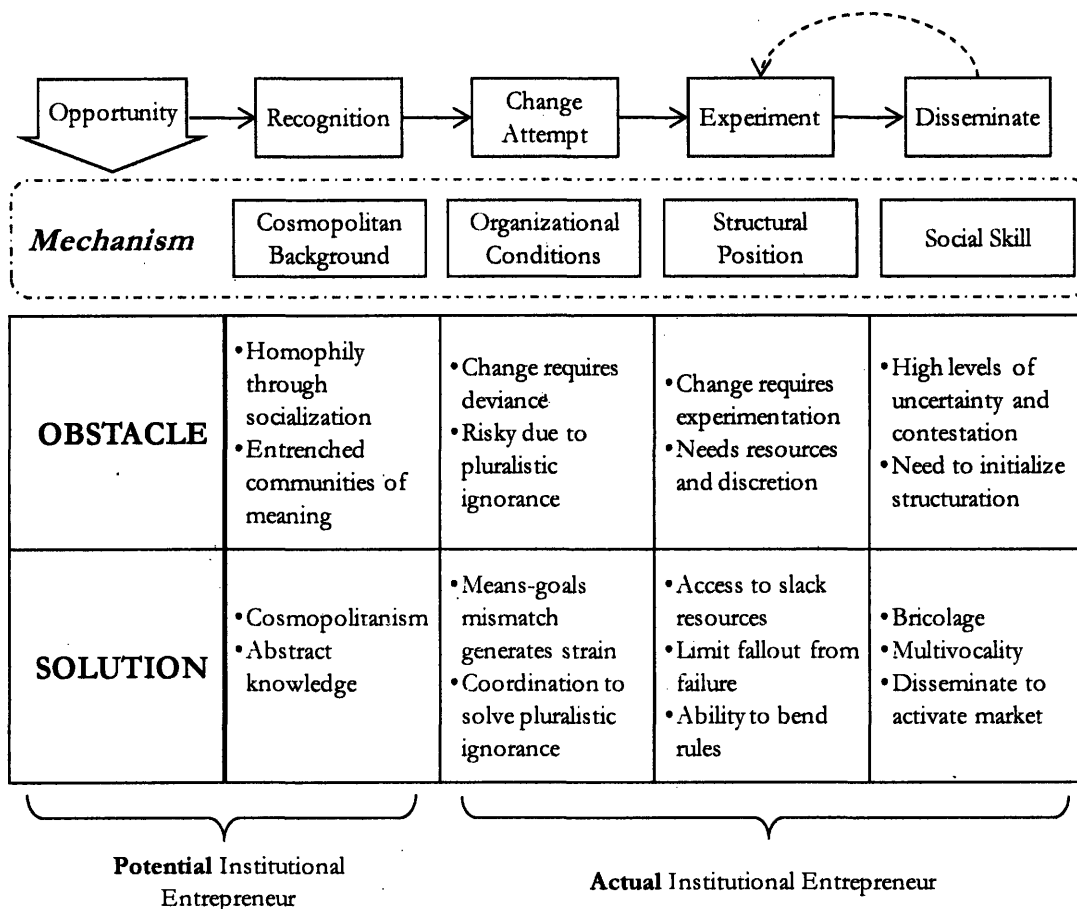 Opportunity
Recognition
Change
Attempt
Experiment
Disseminate
Mechanism
Cosmopolitan
Background
Organizational
Conditions
Structural
Position
Social Skill
OBSTACLE
•Homophily
through
socialization
•Entrenched
communities of
meaning
•Change requires
deviance
•Risky due to
pluralistic
ignorance
•Change requires
experimentation
•Needs resources
and discretion
•High levels of
uncertainty and
contestation
•Need to initialize
structuration
SOLUTION
•Cosmopolitanism
•Abstract
knowledge
•Means-goals
mismatch
generates strain
•Coordination to
solve pluralistic
ignorance
•Access to slack
resources
•Limit fallout from
failure
•Ability to bend
rules
•Bricolage
•Multivocality
•Disseminate to
activate market
Potential Institutional
Entrepreneur
Actual Institutional Entrepreneur